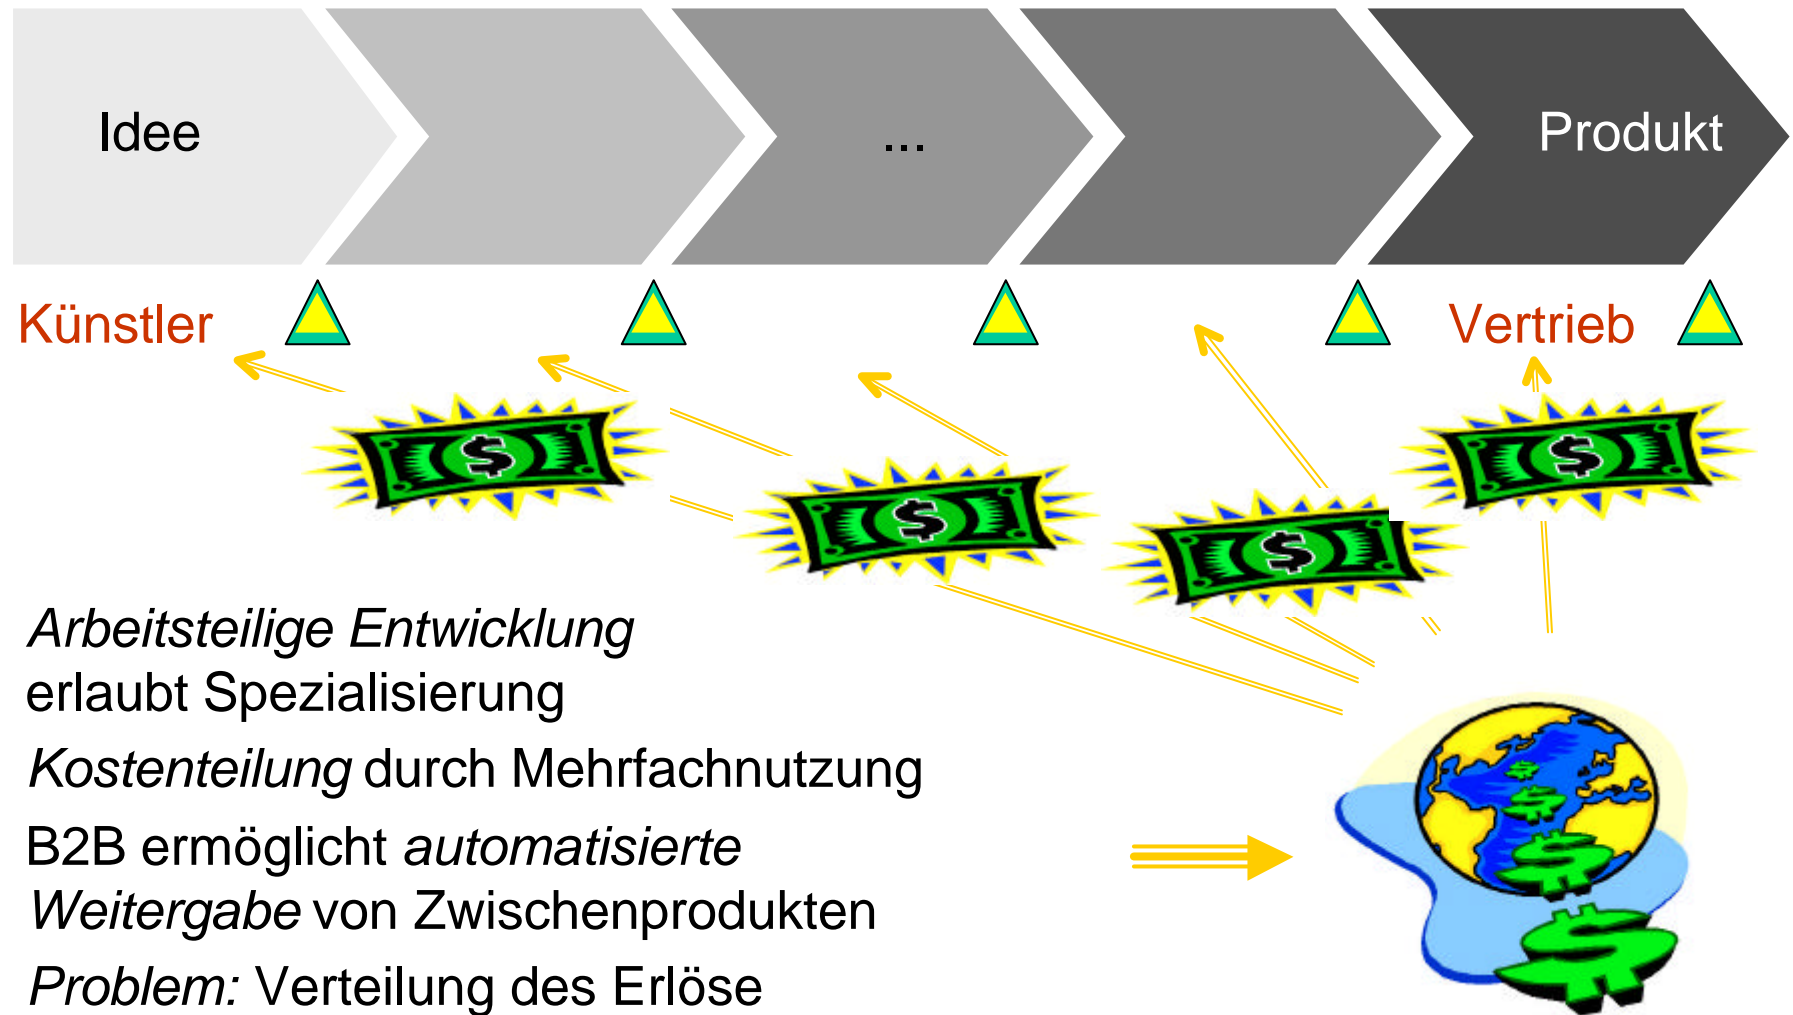 Idee
...
Produkt
Künstler
Vertrieb
Arbeitsteilige Entwicklung
erlaubt Spezialisierung
Kostenteilung durch Mehrfachnutzung
B2B ermöglicht automatisierte
Weitergabe von Zwischenprodukten
Problem: Verteilung des Erlöse
$
$
$
$
$
$
$
$